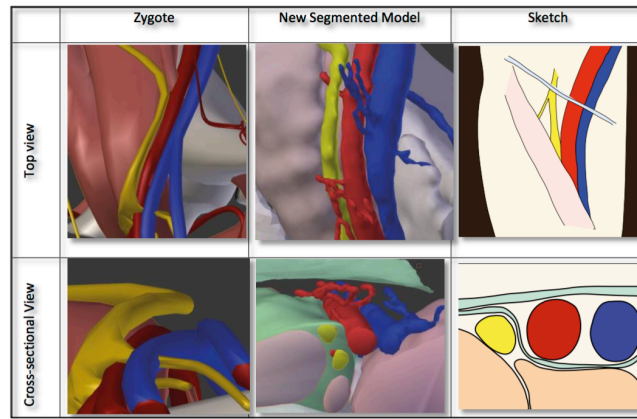 Zygote
New Segmented Model
Sketch
Top view
Cross-sectional View